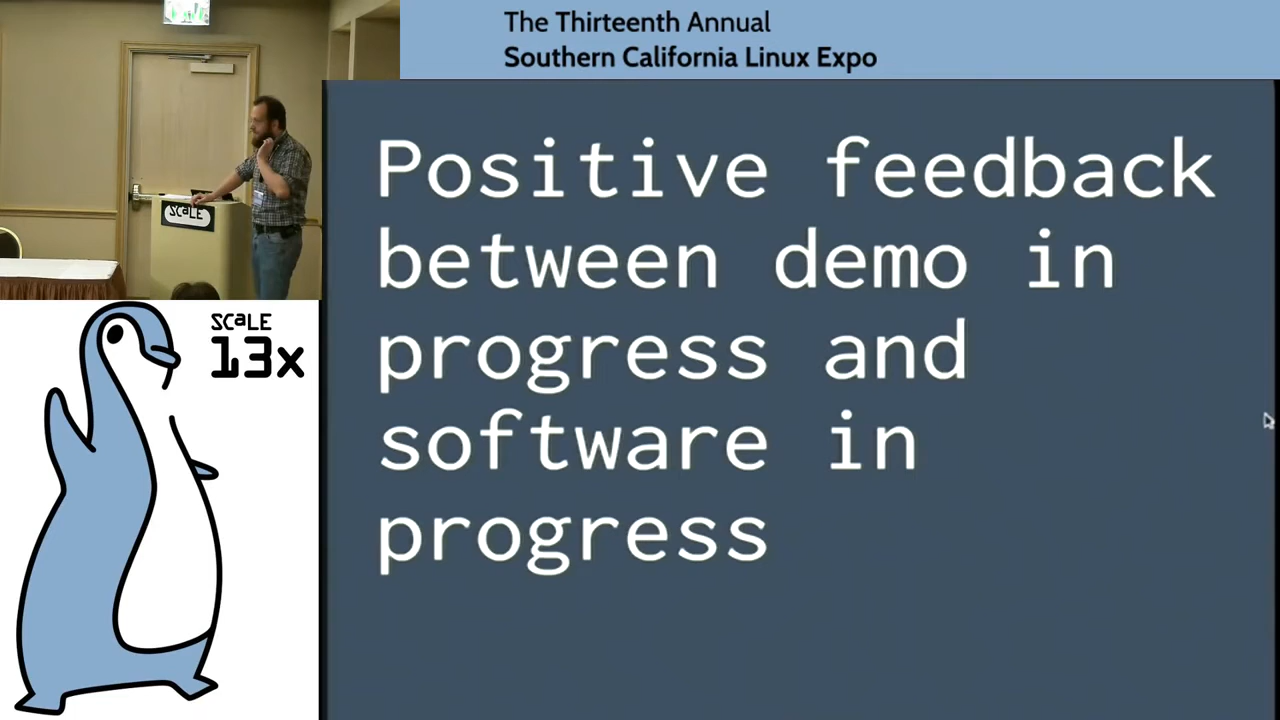 The Thirteenth Annual
Southern California Linux Expo
SCaLE
SCaLE
13x
Positive feedback
between demo in
progress and
software in
progress